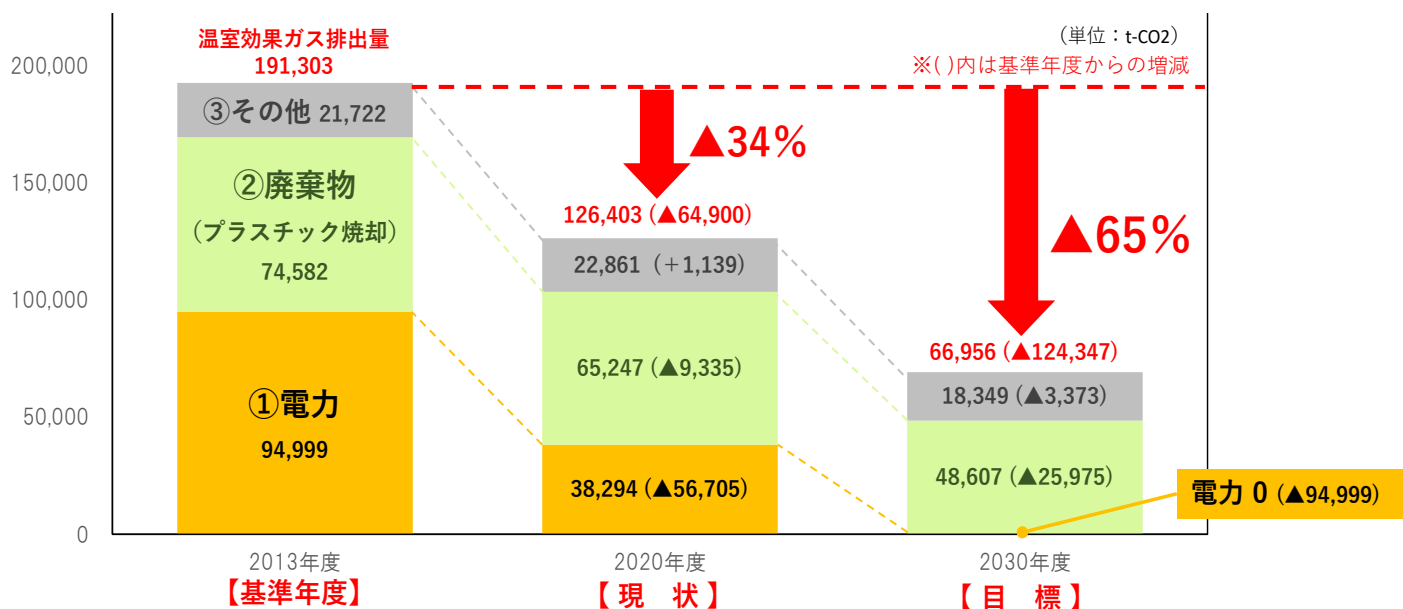 温室効果ガス排出量
191,303
(単位：t-CO2)
※( )内は基準年度からの増減
200,000
150,000
100,000
50,000
0
③その他 21,722
②廃棄物
(プラスチック焼却)
74,582
①電力
94,999
▲34%
126,403 (▲64,900)
22,861 (＋1,139)
65,247 (▲9,335)
38,294 (▲56,705)
▲65%
66,956 (▲124,347)
18,349 (▲3,373)
48,607 (▲25,975)
電力 0 (▲94,999)
2013年度
【基準年度】
2020年度
【 現　状 】
2030年度
【 目　標 】